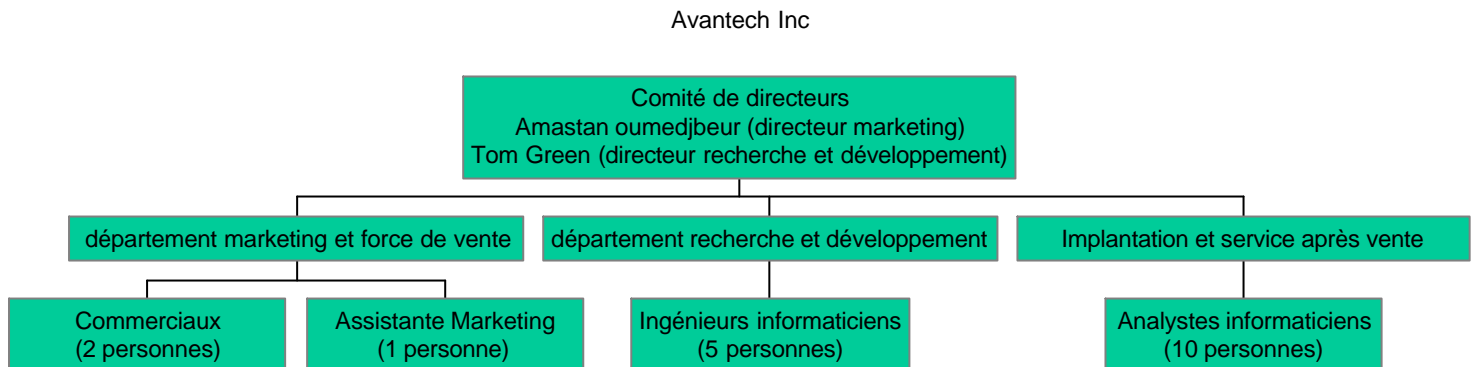 Avantech Inc
Comité de directeurs
Amastan oumedjbeur (directeur marketing)
Tom Green (directeur recherche et développement)
département marketing et force de vente
département recherche et développement
Implantation et service après vente
Commerciaux
(2 personnes)
Assistante Marketing
(1 personne)
Ingénieurs informaticiens
(5 personnes)
Analystes informaticiens
(10 personnes)